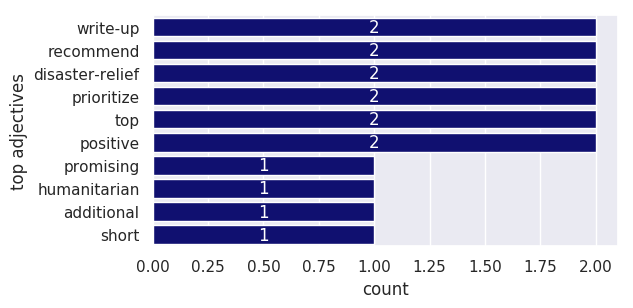 write-up 2
recommend 2
disaster-relief 2
prioritize 2
top 2
positive 2
promising 1
humanitarian 1
additional 1
short 1
top adjectives
0.00 0.25 0.50 0.75 1.00 1.25 1.50 1.75 2.00
count